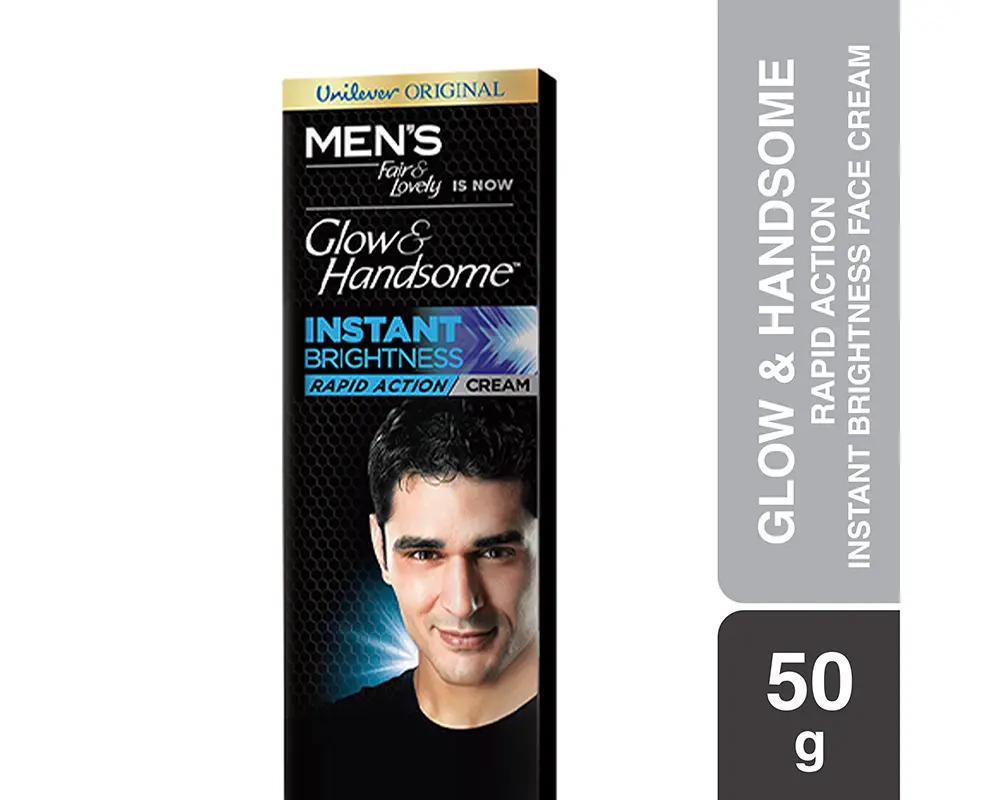 Unilever ORIGINAL
MEN'S
Fair &
Lovely IS NOW
Glow &
Handsome™
INSTANT
BRIGHTNESS
RAPID ACTION / CREAM
GLOW & HANDSOME
RAPID ACTION
INSTANT BRIGHTNESS FACE CREAM
50
g